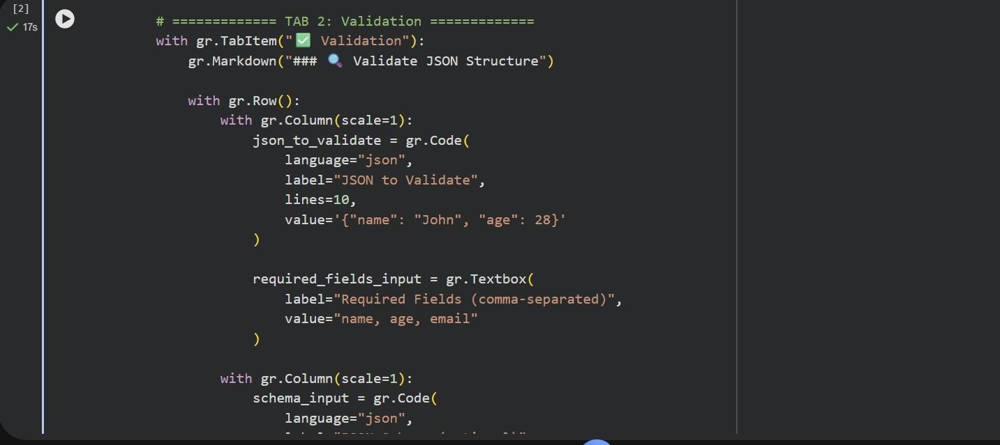 [2]
17s
# ============= TAB 2: Validation =============
with gr.TabItem("✅ Validation"):
gr.Markdown("### 🔍 Validate JSON Structure")
with gr.Row():
with gr.Column(scale=1):
json_to_validate = gr.Code(
language="json",
label="JSON to Validate",
lines=10,
value='{"name": "John", "age": 28}'
)
required_fields_input = gr.Textbox(
label="Required Fields (comma-separated)",
value="name, age, email"
)
with gr.Column(scale=1):
schema_input = gr.Code(
language="json",